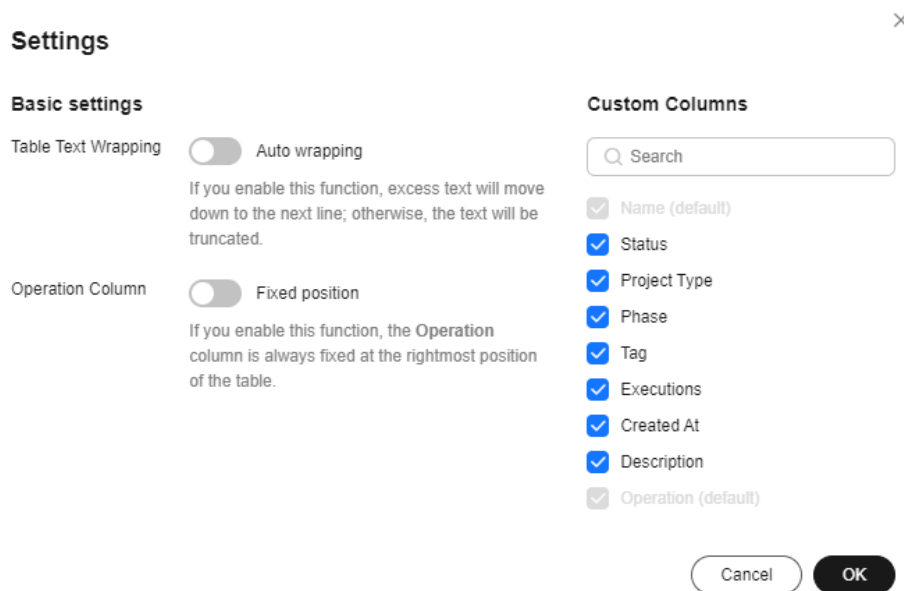 Settings
Basic settings
Table Text Wrapping
Auto wrapping
If you enable this function, excess text will move
down to the next line; otherwise, the text will be
truncated.
Operation Column
Fixed position
If you enable this function, the Operation
column is always fixed at the rightmost position
of the table.
Custom Columns
Search
Name (default)
Status
Project Type
Phase
Tag
Executions
Created At
Description
Operation (default)
Cancel
OK